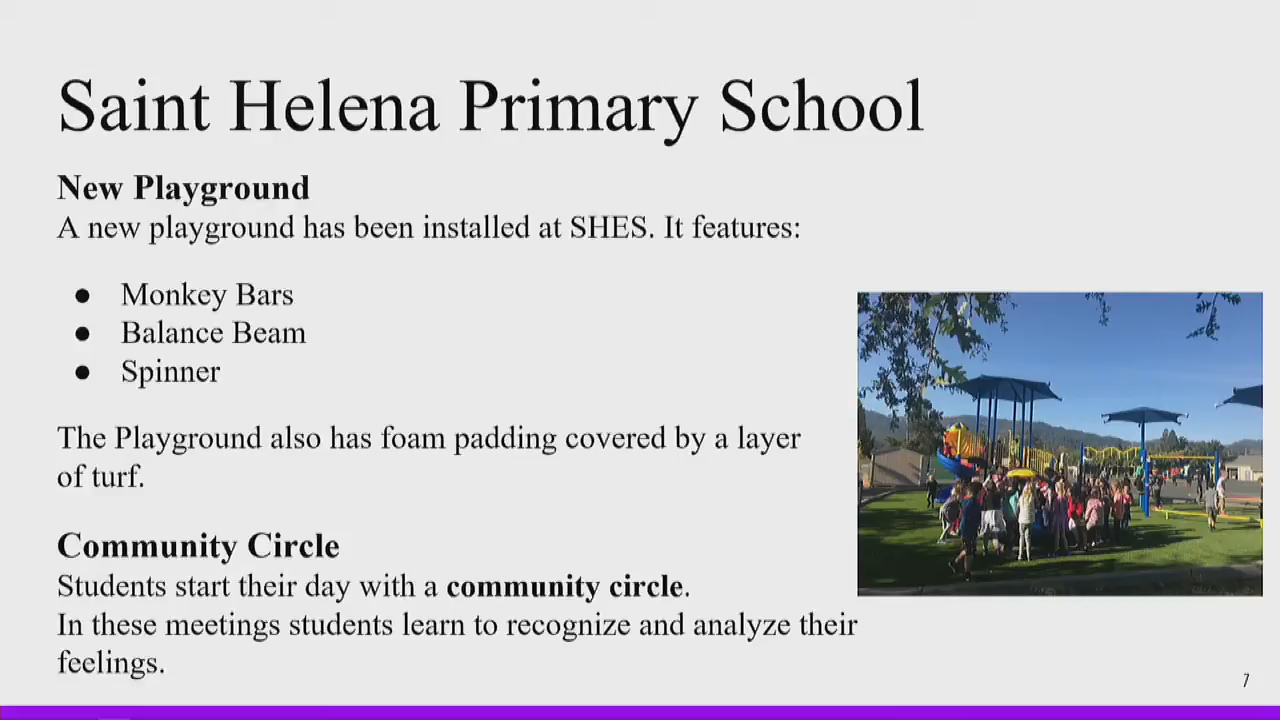 Saint Helena Primary School
New Playground
A new playground has been installed at SHES. It features:
● Monkey Bars
● Balance Beam
● Spinner
The Playground also has foam padding covered by a layer
of turf.
Community Circle
Students start their day with a community circle.
In these meetings students learn to recognize and analyze their
feelings.
7